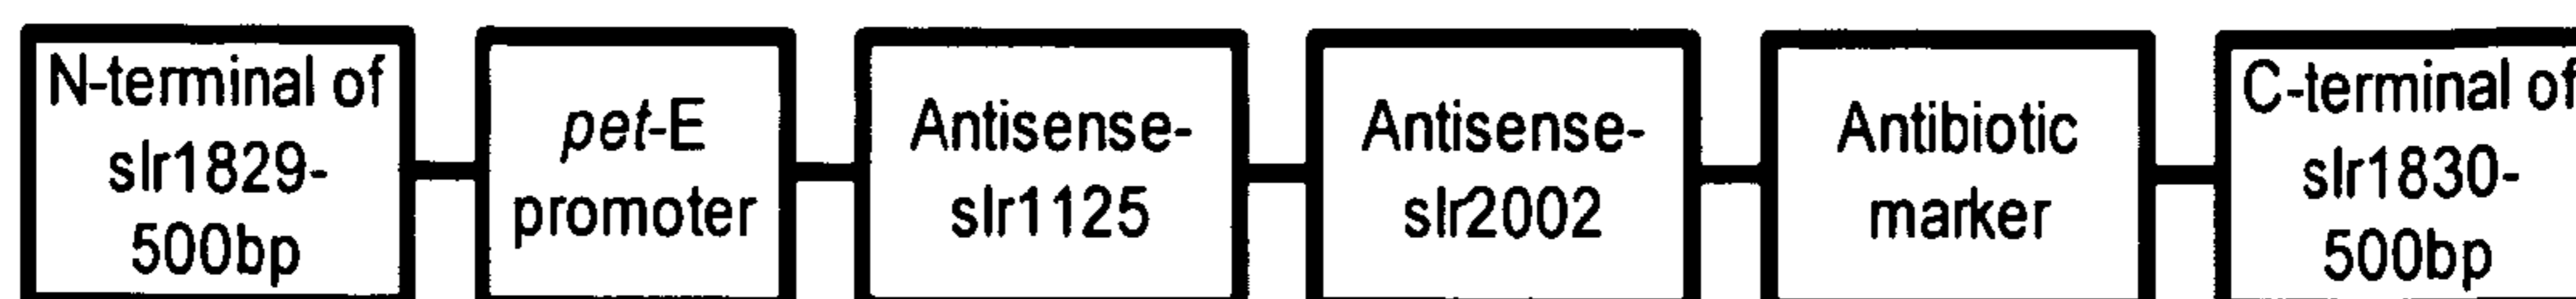 N-terminal of
slr1829-
500bp
pet-E
promoter
Antisense-
slr1125
Antisense-
slr2002
Antibiotic
marker
C-terminal of
slr1830-
500bp